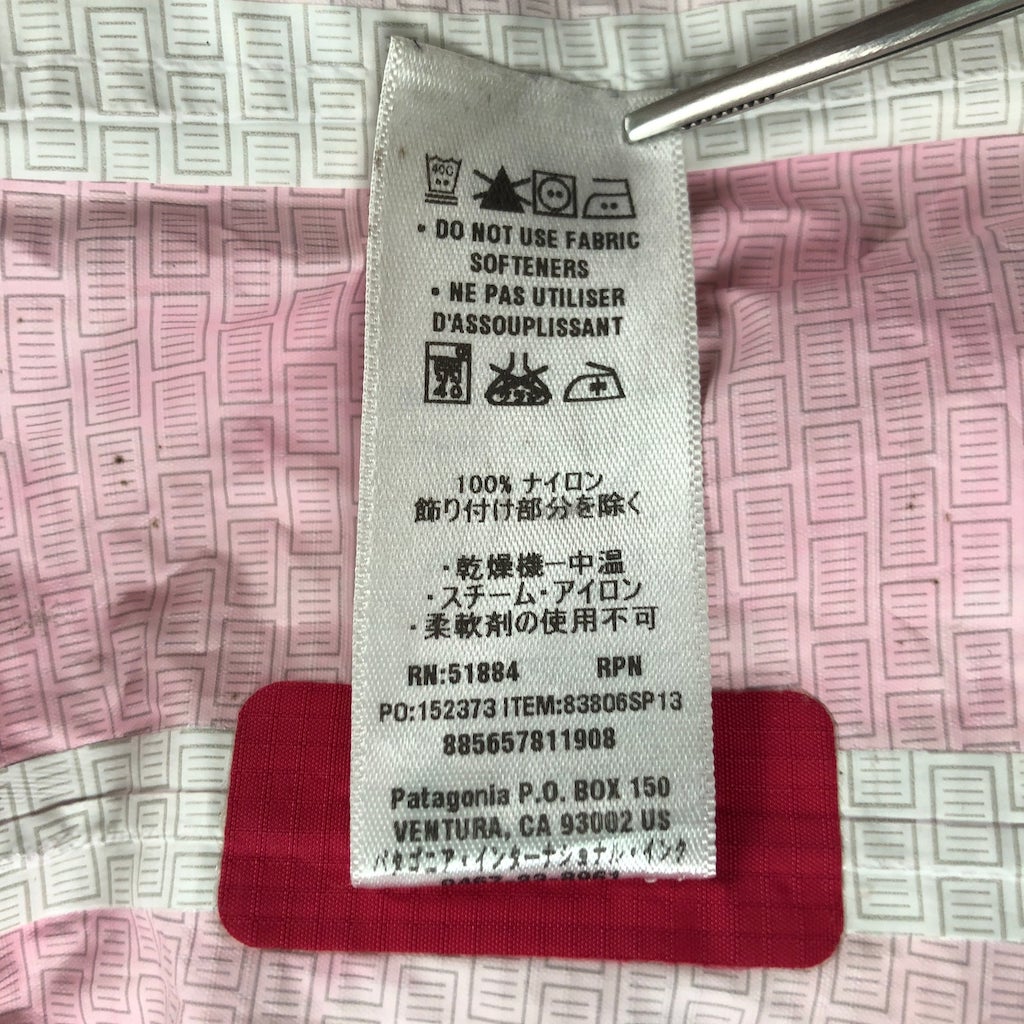 40C
• DO NOT USE FABRIC
SOFTENERS
• NE PAS UTILISER
D'ASSOUPLISSANT
40
100% ナイロン
飾り付け部分を除く
・乾燥機一中温
・スチーム・アイロン
・柔軟剤の使用不可
RN:51884 RPN
PO:152373 ITEM:83806SP13
885657811908
Patagonia P.O. BOX 150
VENTURA, CA 93002 US
パタゴニア・インターナショナル・インク